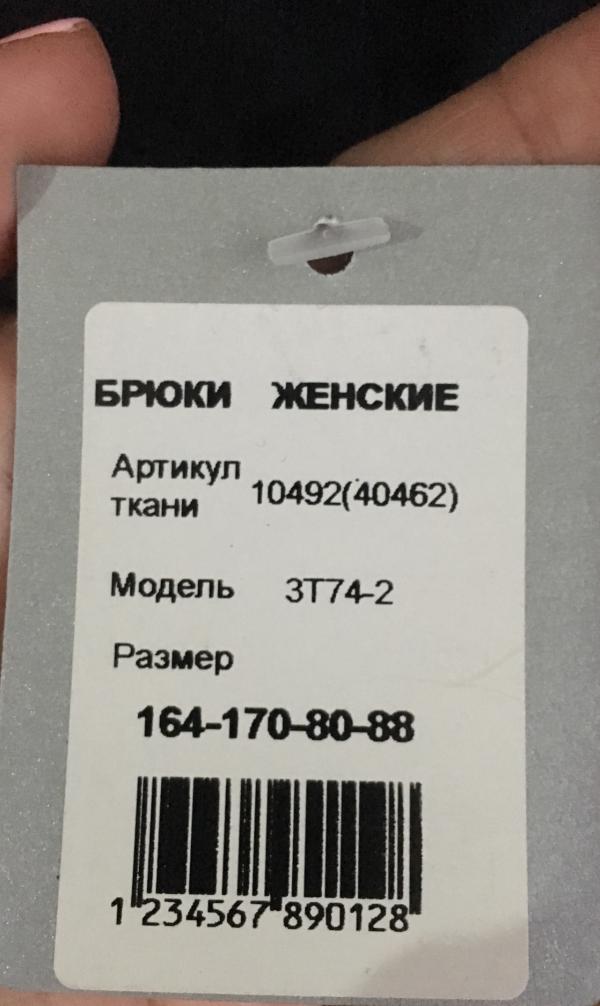 БРЮКИ ЖЕНСКИЕ
Артикул
ткани 10492(40462)
Модель 3Т74-2
Размер
164-170-80-88
1 234567 890128